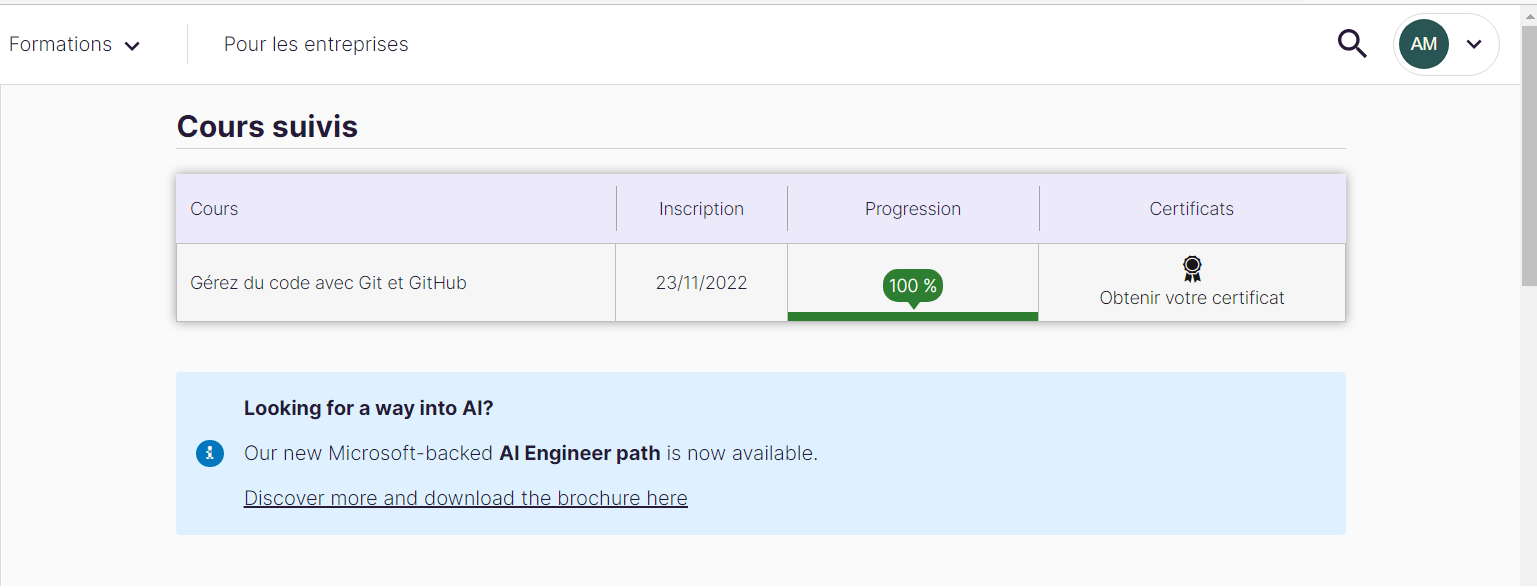 Formations
Pour les entreprises
AM
Cours suivis
Cours
Inscription
Progression
Certificats
Gérez du code avec Git et GitHub
23/11/2022
100 %
Obtenir votre certificat
Looking for a way into AI?
Our new Microsoft-backed AI Engineer path is now available.
Discover more and download the brochure here